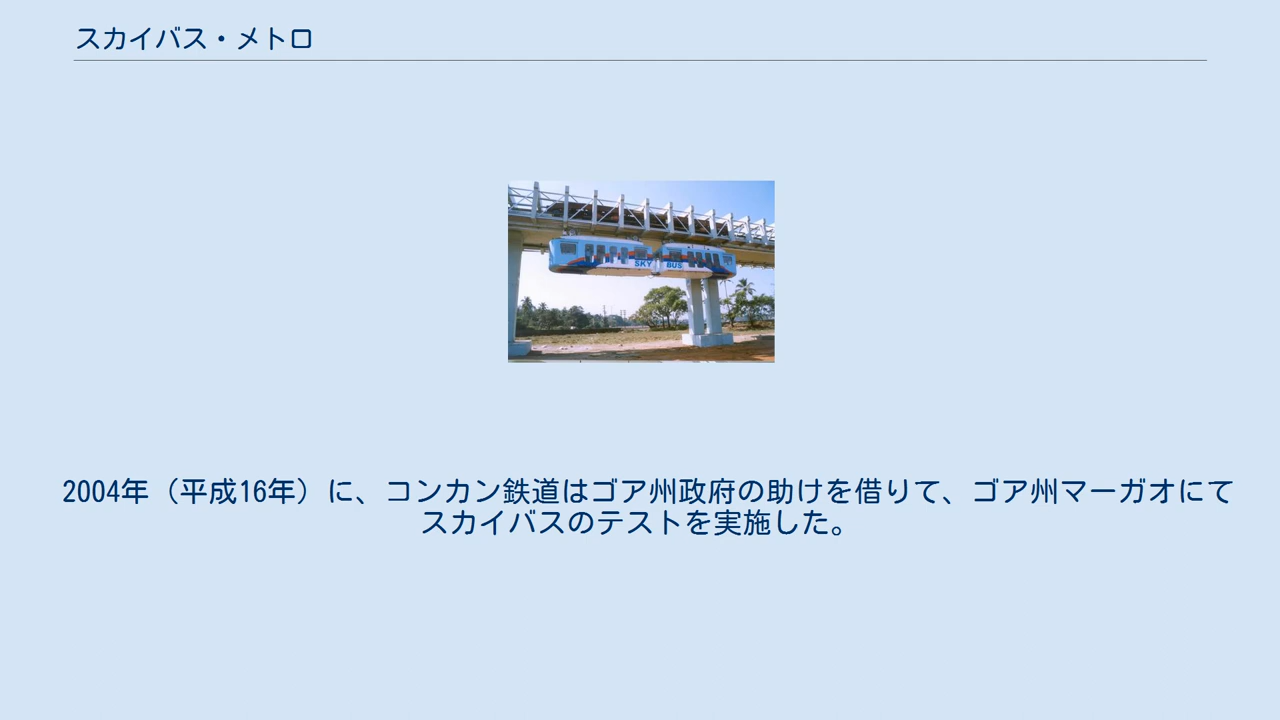 スカイバス・メトロ
SKY BUS
2004年（平成16年）に、コンカン鉄道はゴア州政府の助けを借りて、ゴア州マーガオにて
スカイバスのテストを実施した。